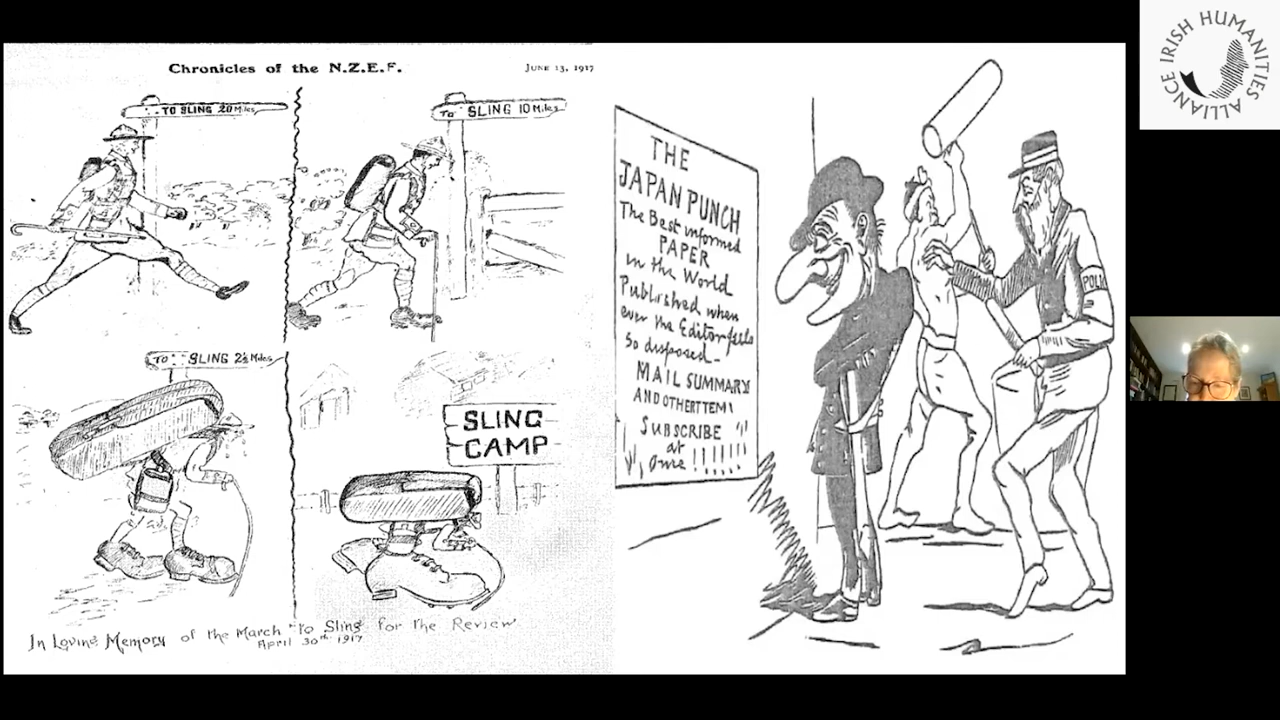 Chronicles of the N.Z.E.F.
JUNE 13, 1917
TO SLING 20 Miles
To SLING 10 Miles
TO SLING 2½ Miles
SLING
CAMP
In Loving Memory of the March to Sling for the Review
April 30th 1917
THE
JAPAN PUNCH
The Best informed
PAPER
in the World
Published when
ever the Editor feels
So disposed-
MAIL SUMMARY
AND OTHER ITEM
SUBSCRIBE
at
Once !!!!!!!
POLI
IRISH HUMANITIES ALLIANCE